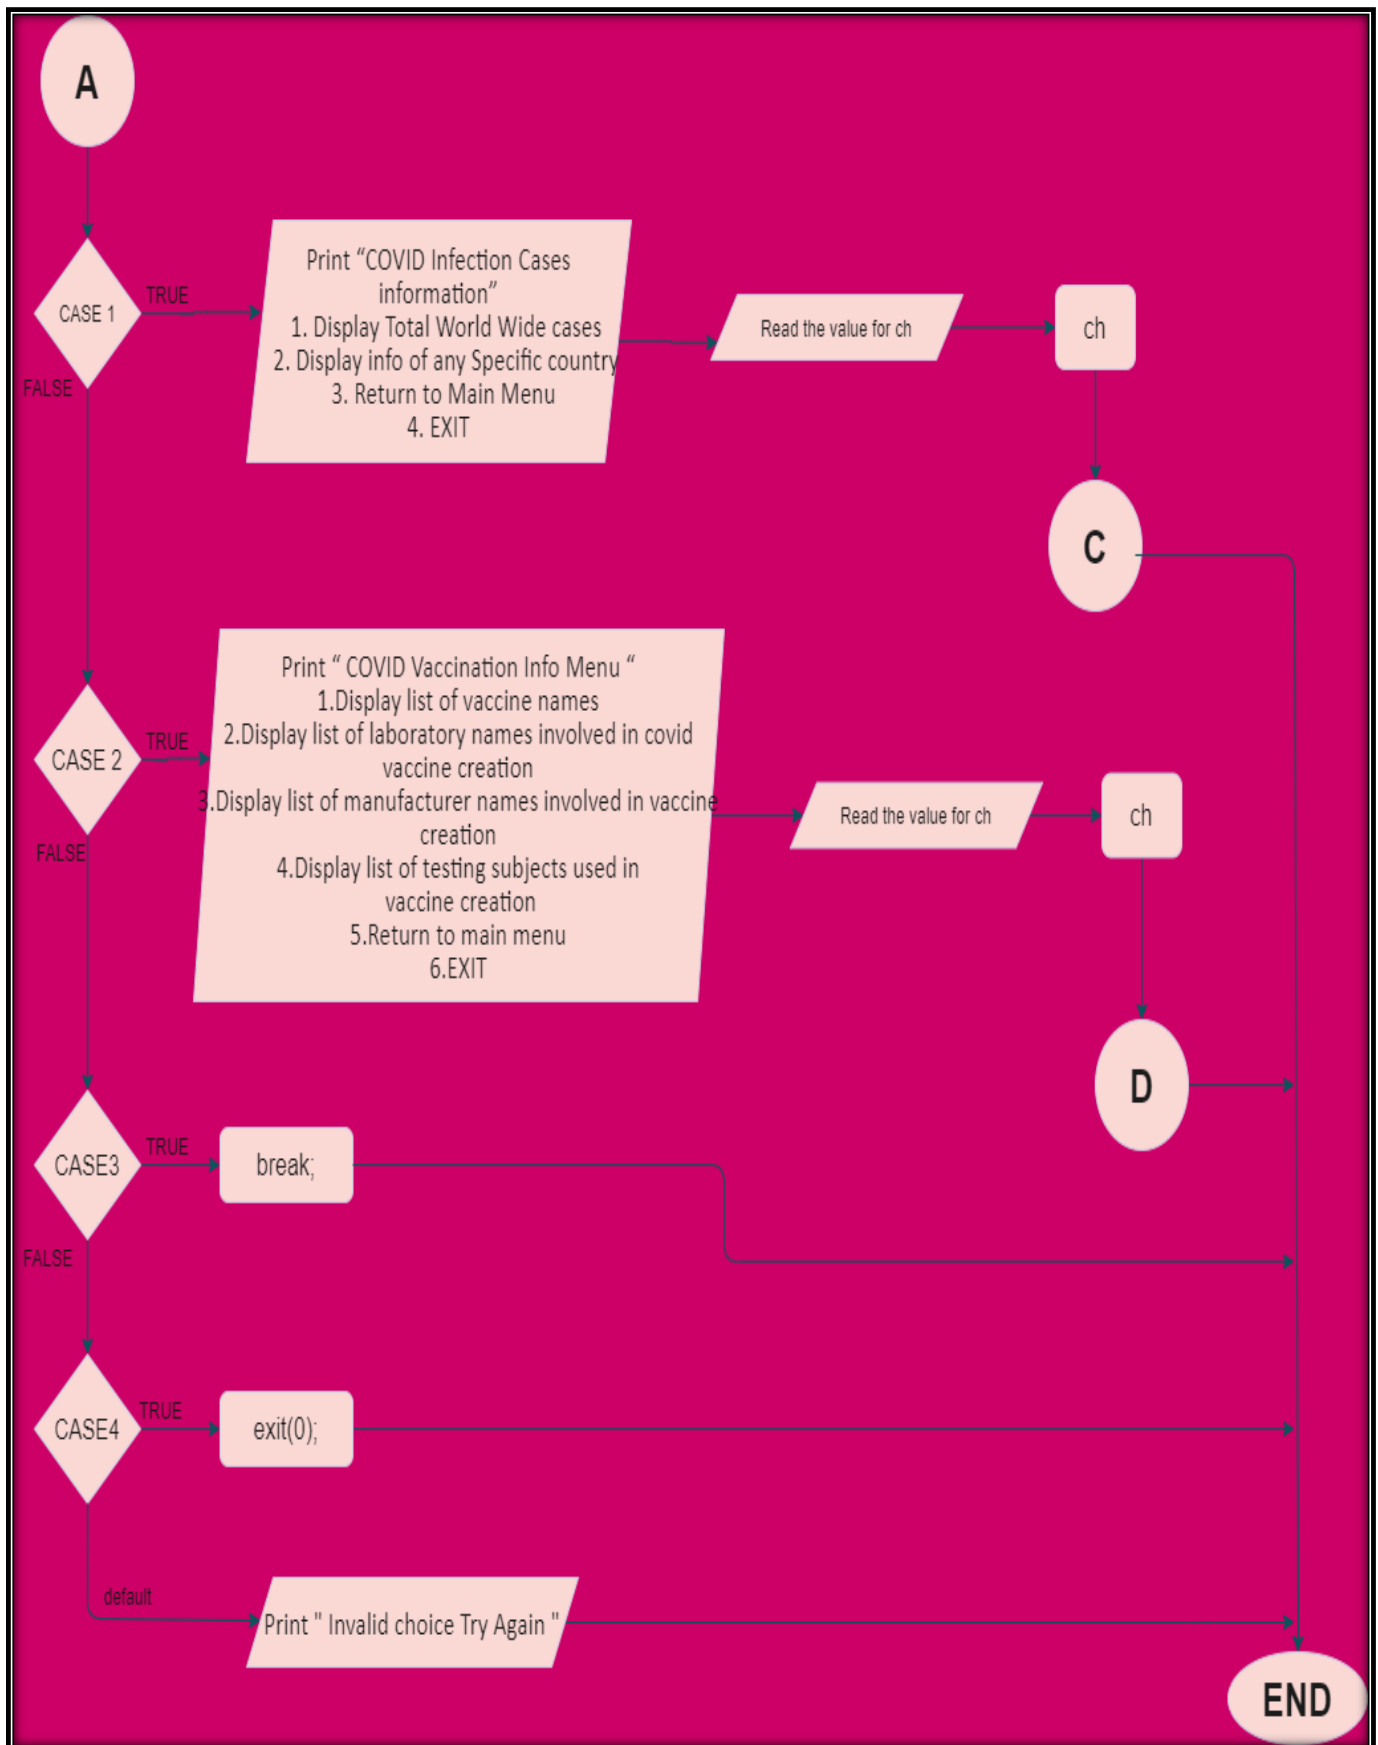 A
CASE 1
TRUE
FALSE
Print “COVID Infection Cases
information”
1. Display Total World Wide cases
2. Display info of any Specific country
3. Return to Main Menu
4. EXIT
Read the value for ch
ch
C
CASE 2
TRUE
FALSE
Print “ COVID Vaccination Info Menu “
1.Display list of vaccine names
2.Display list of laboratory names involved in covid
vaccine creation
3.Display list of manufacturer names involved in vaccine
creation
4.Display list of testing subjects used in
vaccine creation
5.Return to main menu
6.EXIT
Read the value for ch
ch
D
CASE3
TRUE
FALSE
break;
CASE4
TRUE
exit(0);
default
Print " Invalid choice Try Again "
END